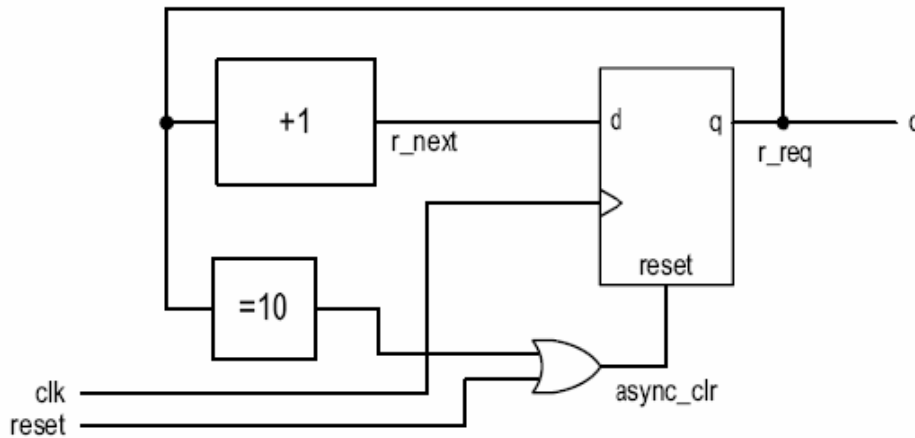 +1
d
q
r_next
r_req
reset
=10
clk
async_clr
reset